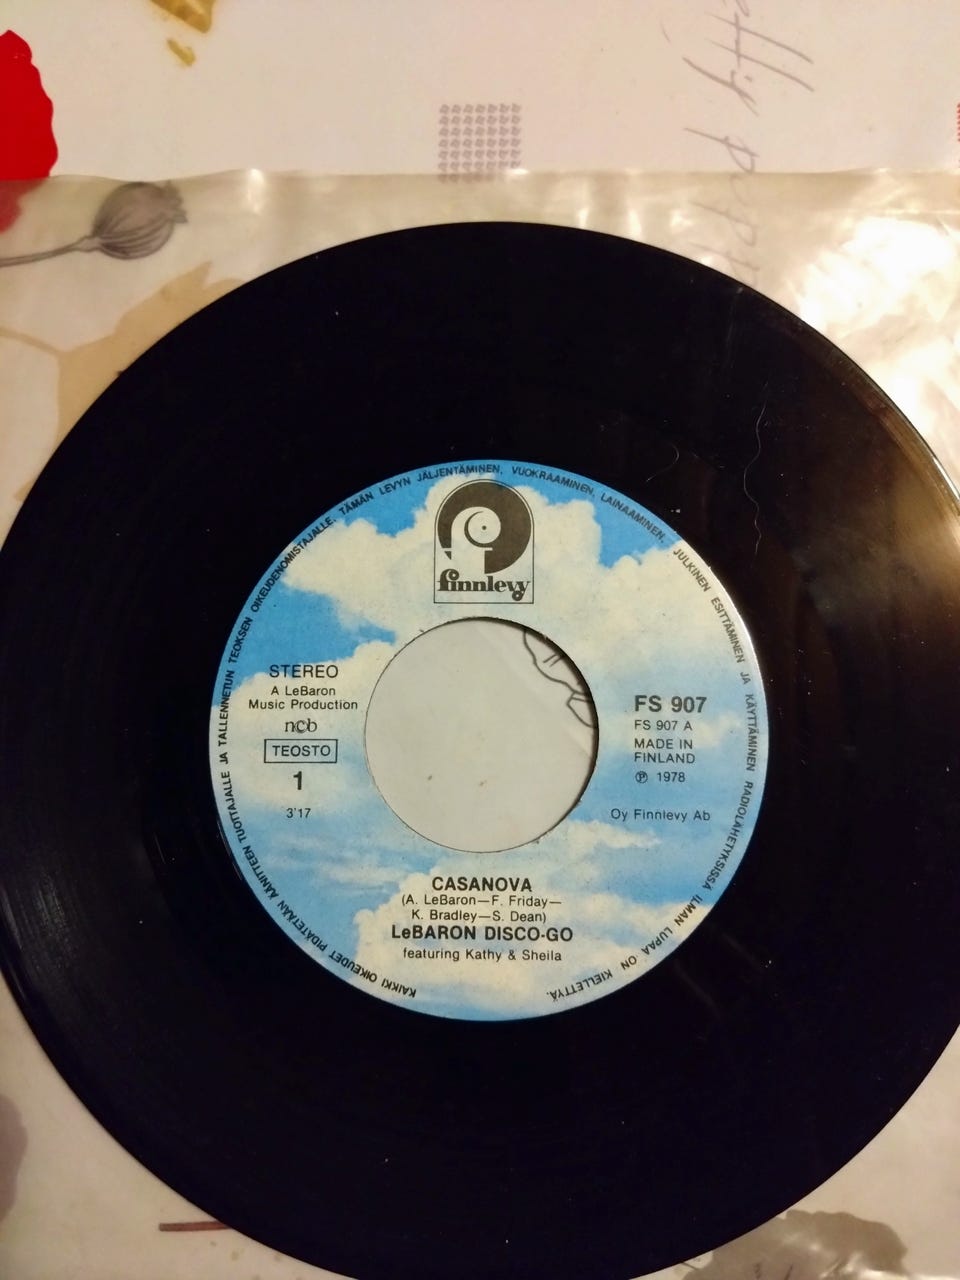 KAIKKI OIKEUDET PIDÄTETÄÄN ÄÄNITTEEN TUOTTAJALLE JA TALLENNETUN TEOKSEN OIKEUDENOMISTAJALLE. TÄMÄN LEVYN JÄLJENTÄMINEN, VUOKRAAMINEN, LAINAAMINEN, JULKINEN ESITTÄMINEN JA KÄYTTÄMINEN RADIOLÄHETYKSISSÄ ILMAN LUPAA ON KIELLETTYÄ.
finnlevy
STEREO
A LeBaron
Music Production
ncb
TEOSTO
1
3'17
FS 907
FS 907 A
MADE IN
FINLAND
℗ 1978
Oy Finnlevy Ab
CASANOVA
(A. LeBaron—F. Friday—
K. Bradley—S. Dean)
LeBARON DISCO-GO
featuring Kathy & Sheila